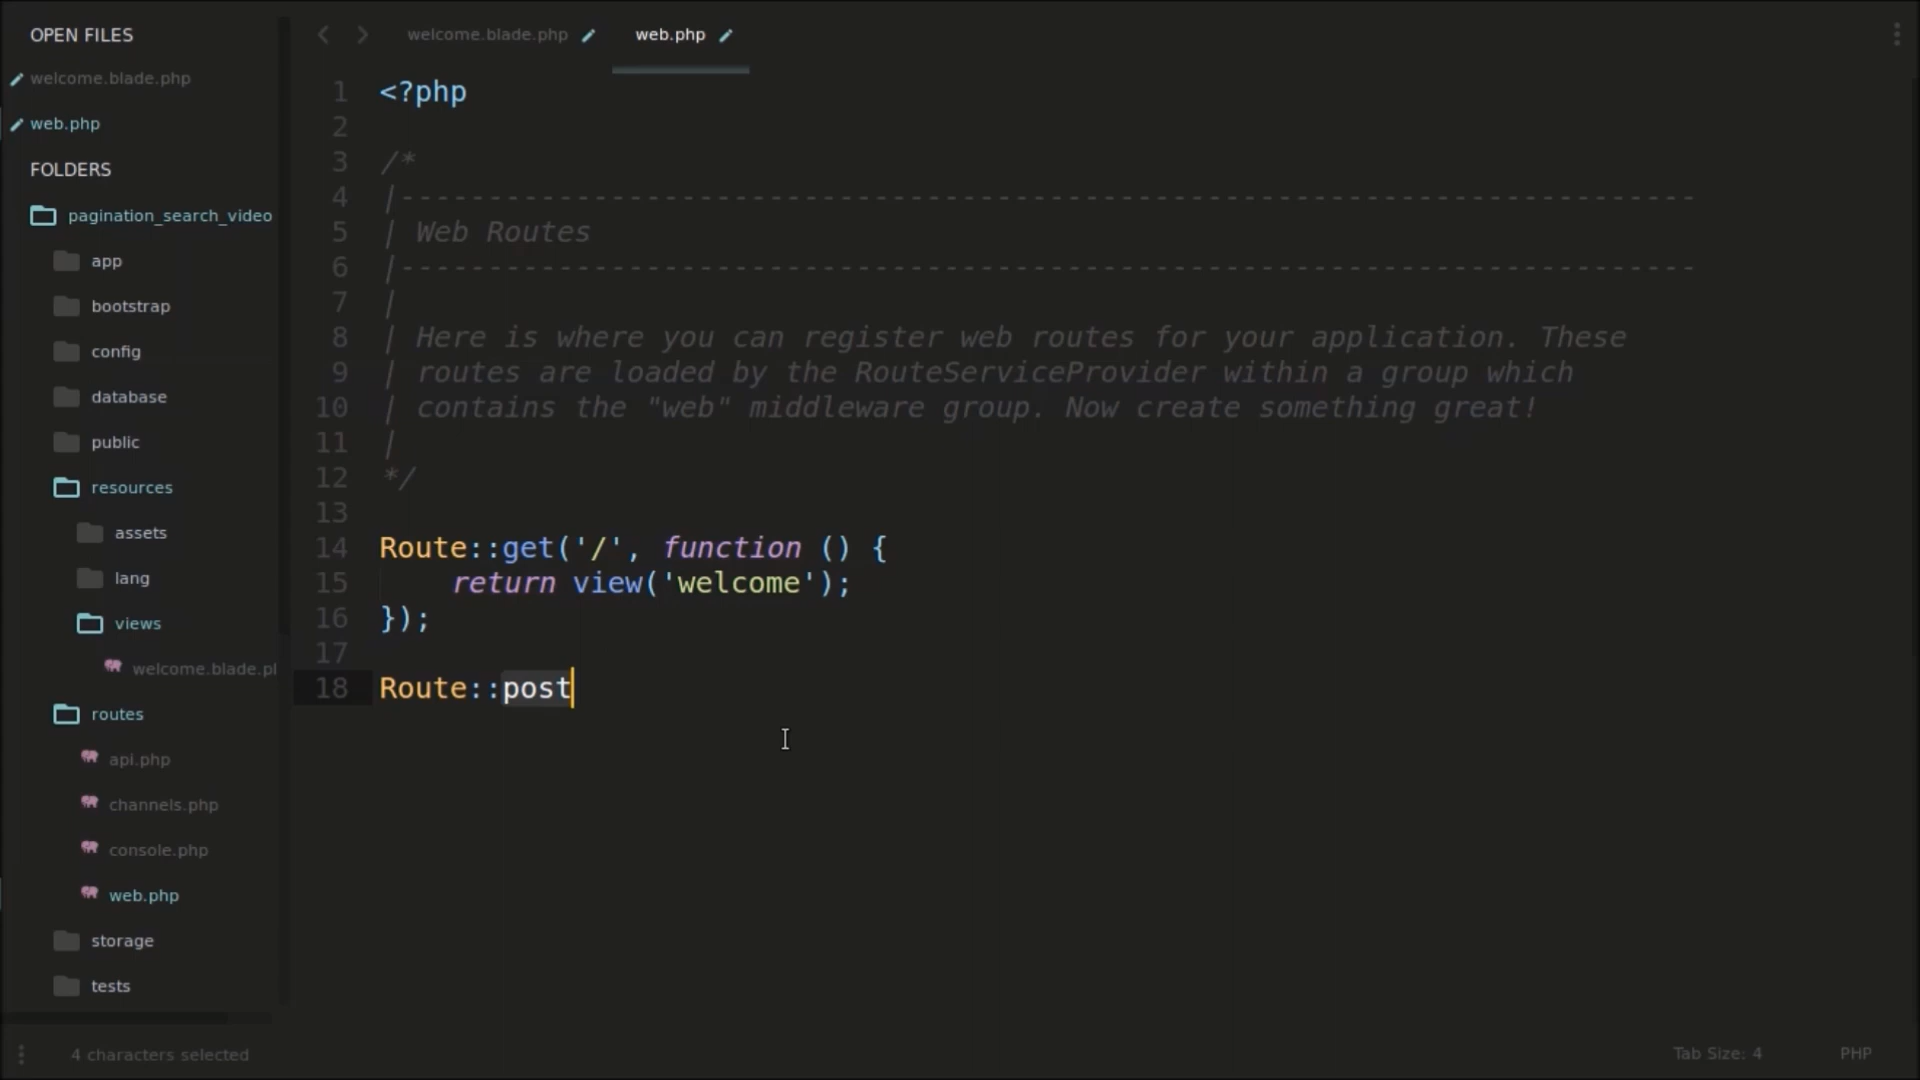 OPEN FILES
welcome.blade.php
web.php
FOLDERS
pagination_search_video
app
bootstrap
config
database
public
resources
assets
lang
views
welcome.blade.pl
routes
api.php
channels.php
console.php
web.php
storage
tests
4 characters selected
welcome.blade.php
web.php
1 <?php
2
3 /*
4 |--------------------------------------------------------------------------
5 | Web Routes
6 |--------------------------------------------------------------------------
7 |
8 | Here is where you can register web routes for your application. These
9 | routes are loaded by the RouteServiceProvider within a group which
10 | contains the "web" middleware group. Now create something great!
11 |
12 */
13
14 Route::get('/', function () {
15 return view('welcome');
16 });
17
18 Route::post
Tab Size: 4
PHP